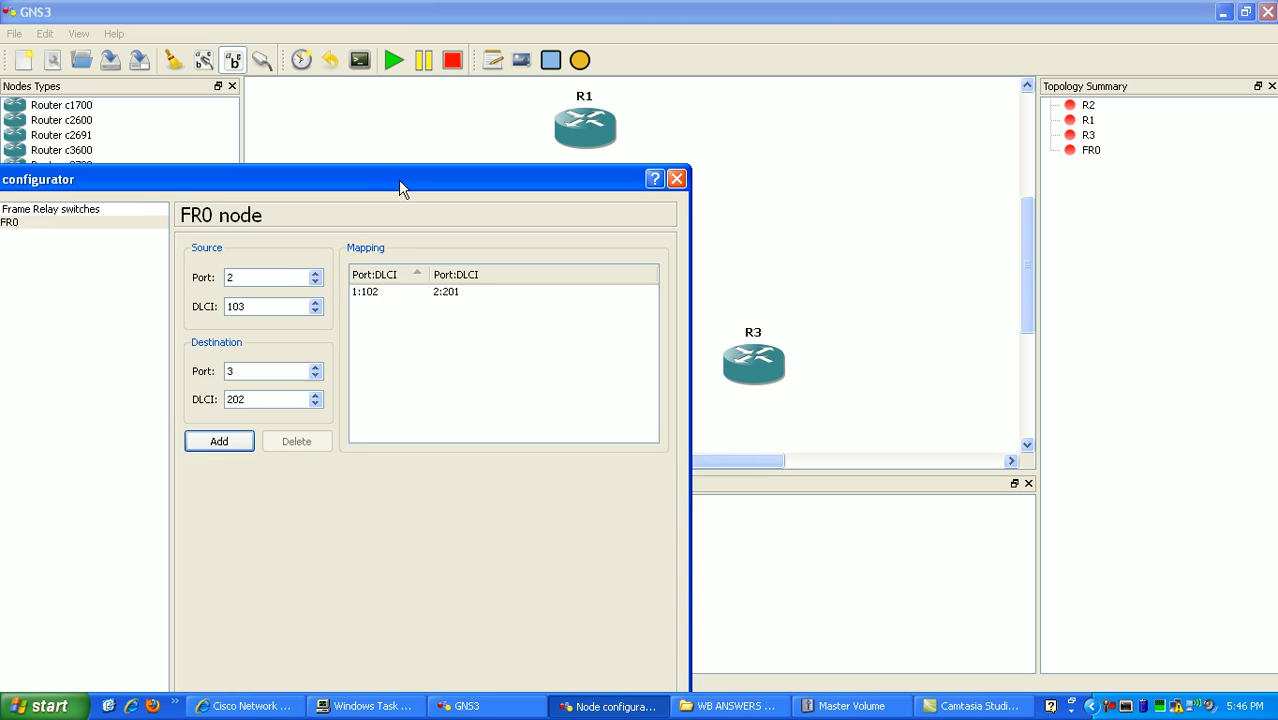 GNS3
File Edit View Help
Nodes Types
Router c1700
Router c2600
Router c2691
Router c3600
R1
R3
Topology Summary
R2
R1
R3
FR0
configurator
Frame Relay switches
FR0
FR0 node
Source
Port: 2
DLCI: 103
Destination
Port: 3
DLCI: 202
Add Delete
Mapping
Port:DLCI Port:DLCI
1:102 2:201
start
Cisco Network ...
Windows Task ...
GNS3
Node configura...
WB ANSWERS ...
Master Volume
Camtasia Studi...
5:46 PM